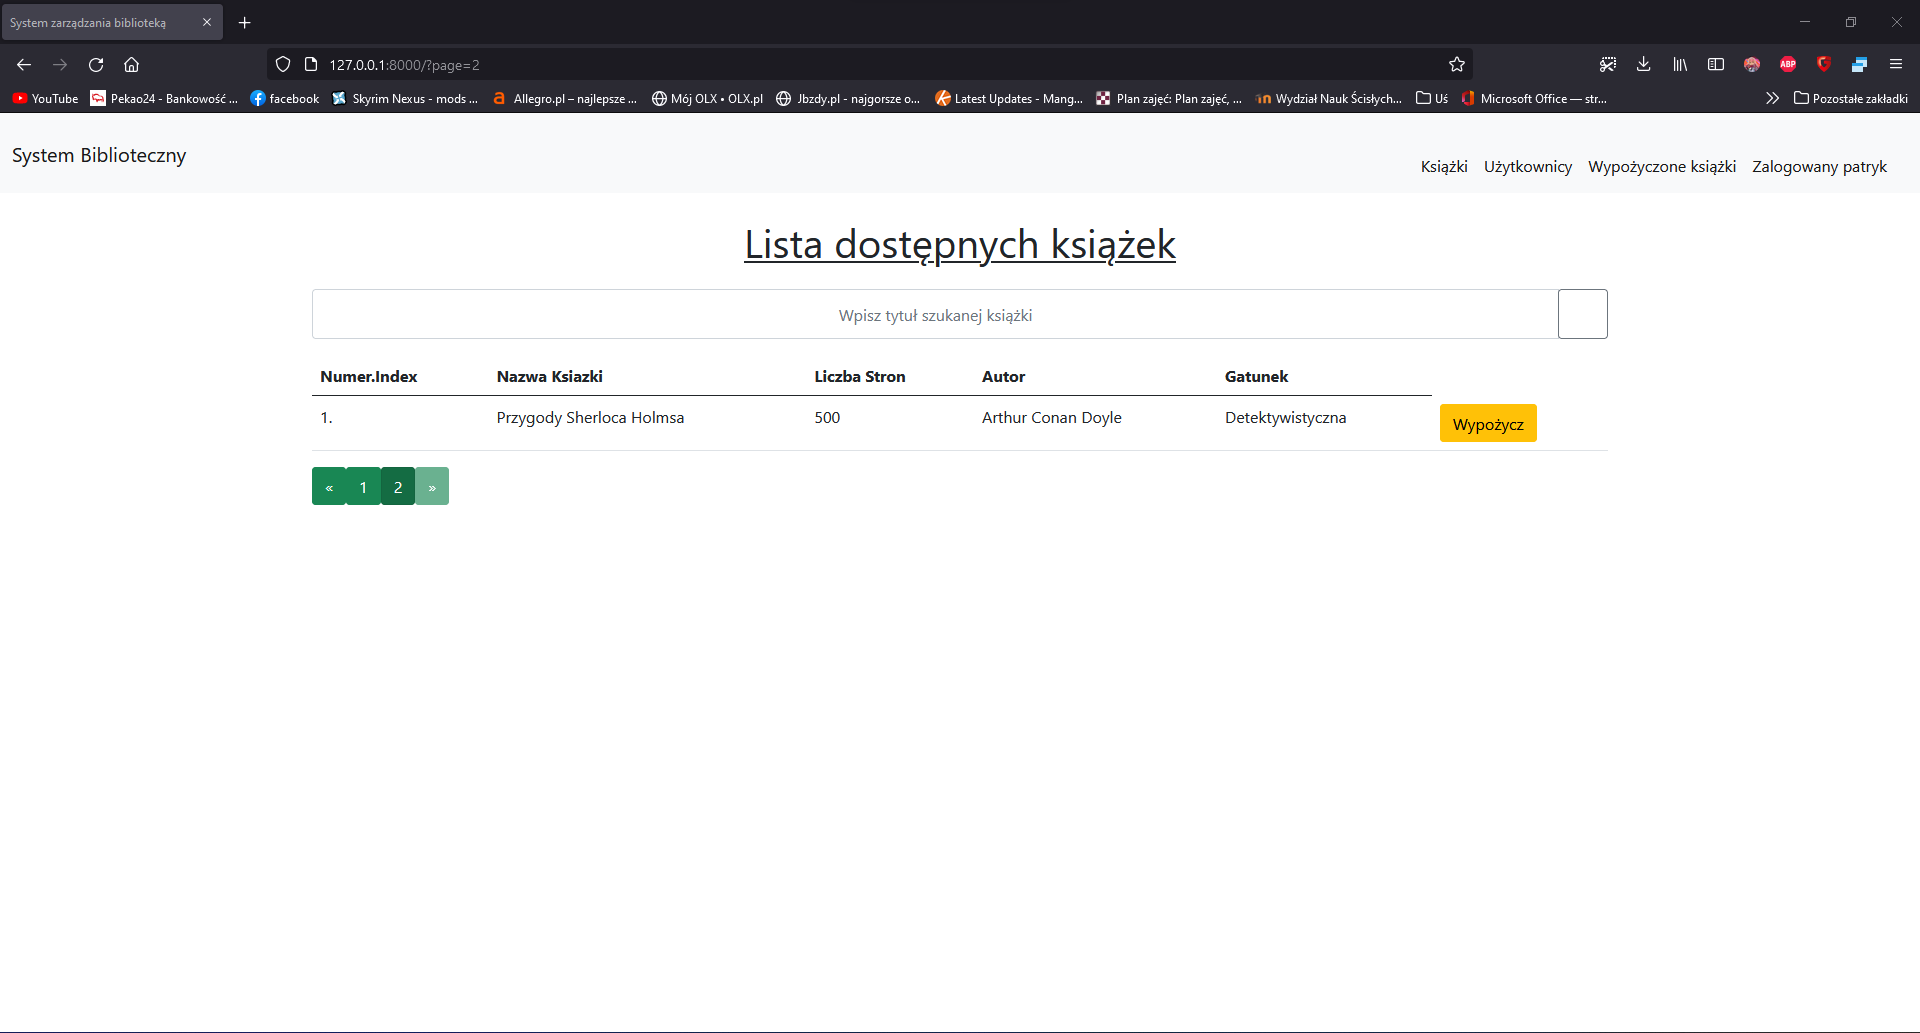 System zarządzania biblioteką
127.0.0.1:8000/?page=2
YouTube Pekao24 - Bankowość ... facebook Skyrim Nexus - mods ... Allegro.pl – najlepsze ... Mój OLX • OLX.pl Jbzdy.pl - najgorsze o... Latest Updates - Mang... Plan zajęć: Plan zajęć, ... Wydział Nauk Ścisłych... Uś Microsoft Office — str... Pozostałe zakładki
ABP
System Biblioteczny
Książki Użytkownicy Wypożyczone książki Zalogowany patryk
Lista dostępnych książek
Wpisz tytuł szukanej książki
Numer.Index Nazwa Ksiazki Liczba Stron Autor Gatunek
1. Przygody Sherloca Holmsa 500 Arthur Conan Doyle Detektywistyczna Wypożycz
« 1 2 »